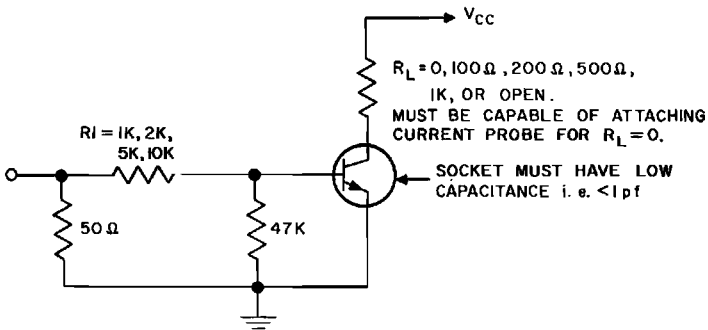 VCC
RL=0, 100Ω, 200Ω, 500Ω,
1K, OR OPEN.
MUST BE CAPABLE OF ATTACHING
CURRENT PROBE FOR RL=0.
R1 = 1K, 2K,
5K, 10K
SOCKET MUST HAVE LOW
CAPACITANCE i.e. <1pf
50Ω
47K